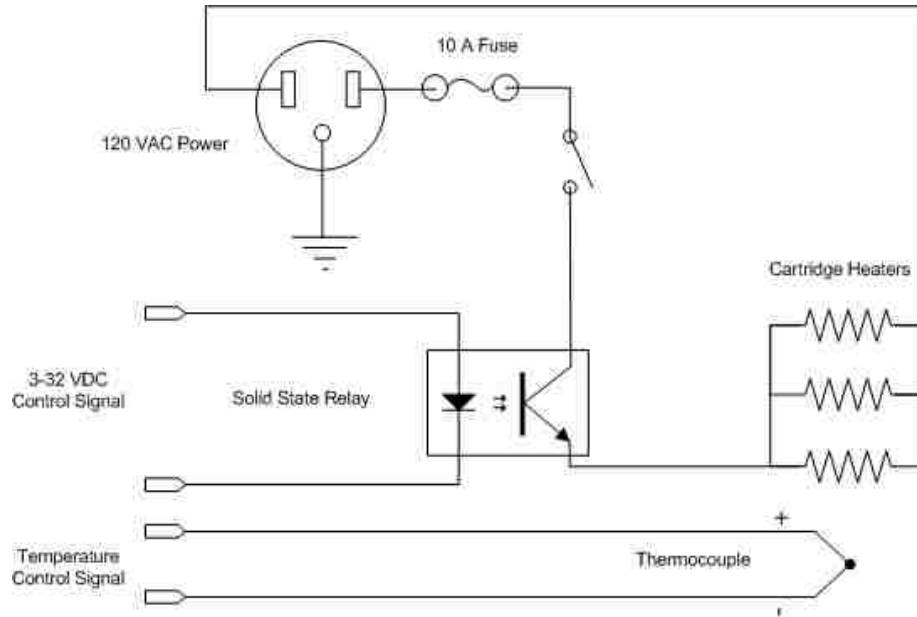 10 A Fuse
120 VAC Power
Cartridge Heaters
3-32 VDC
Control Signal
Solid State Relay
+
Temperature
Control Signal
Thermocouple
-